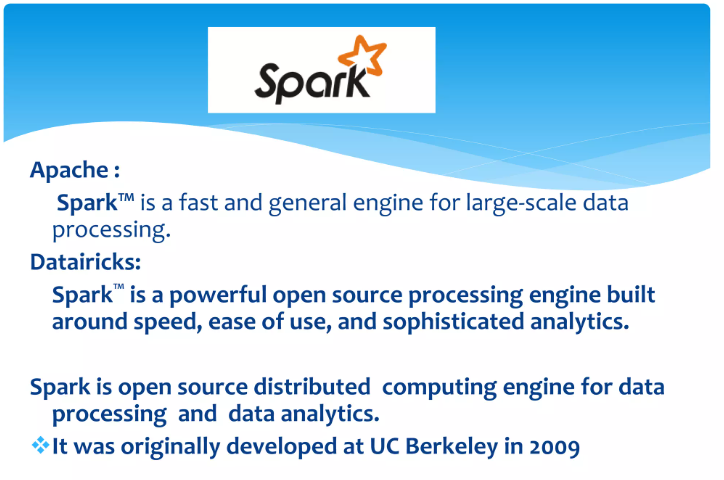 Spark
Apache :
Spark™ is a fast and general engine for large-scale data
processing.
Datairicks:
Spark™ is a powerful open source processing engine built
around speed, ease of use, and sophisticated analytics.
Spark is open source distributed computing engine for data
processing and data analytics.
It was originally developed at UC Berkeley in 2009